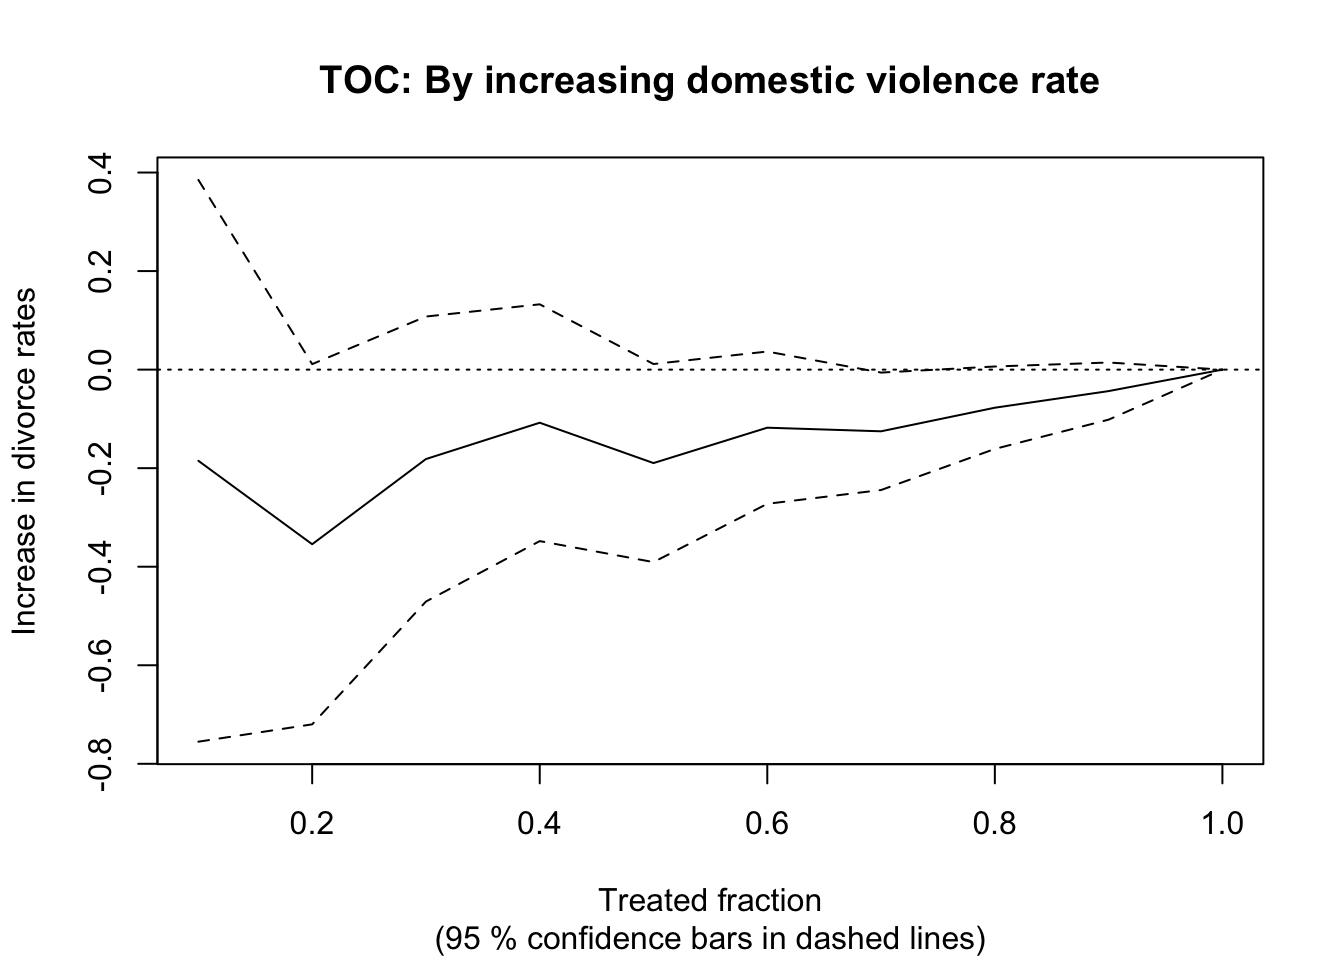 TOC: By increasing domestic violence rate
Increase in divorce rates
0.4
0.2
0.0
-0.2
-0.4
-0.6
-0.8
0.2 0.4 0.6 0.8 1.0
Treated fraction
(95 % confidence bars in dashed lines)